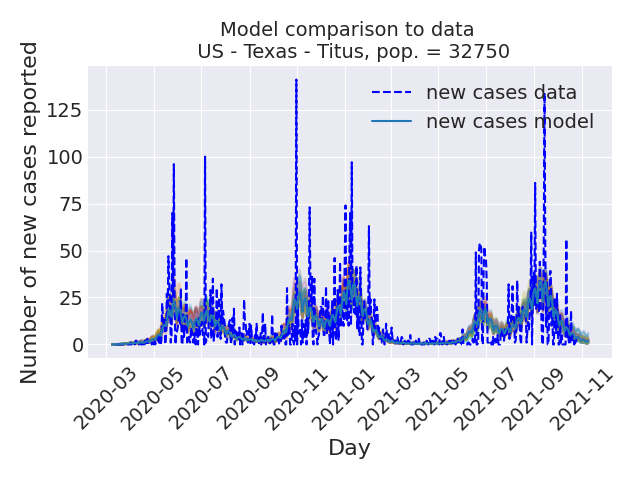 Model comparison to data
US - Texas - Titus, pop. = 32750
new cases data
new cases model
Number of new cases reported
125
100
75
50
25
0
2020-03
2020-05
2020-07
2020-09
2020-11
2021-01
2021-03
2021-05
2021-07
2021-09
2021-11
Day